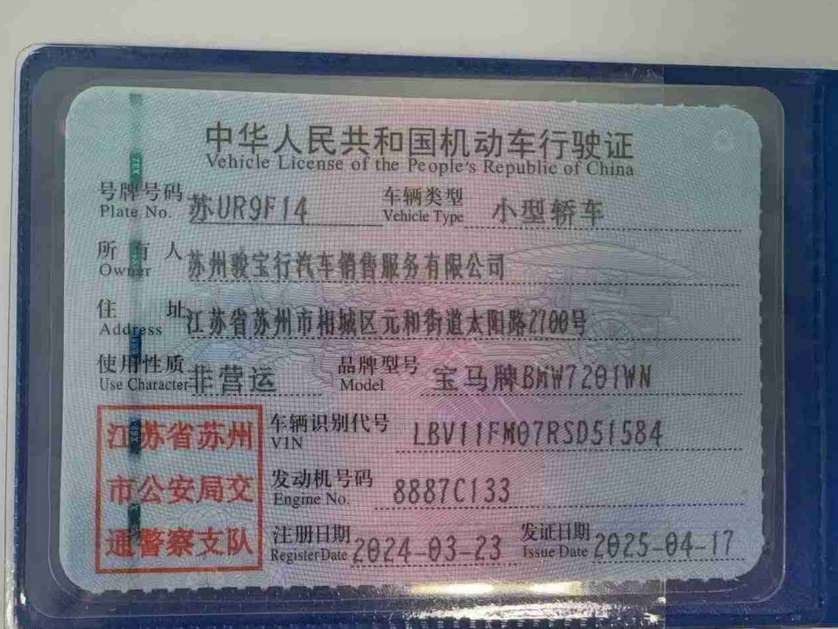 中华人民共和国机动车行驶证
Vehicle License of the People's Republic of China
号牌号码 苏UR9F14 车辆类型 小型轿车
Plate No. Vehicle Type
所有人 苏州骏宝行汽车销售服务有限公司
Owner
住址 江苏省苏州市相城区元和街道太阳路2700号
Address
使用性质 非营运 品牌型号 宝马牌BMW7201WN
Use Character Model
江苏省苏州
市公安局交
通警察支队
车辆识别代号 LBV11FM07RSD51584
VIN
发动机号码 8887C133
Engine No.
注册日期 2024-03-23 发证日期 2025-04-17
Register Date Issue Date